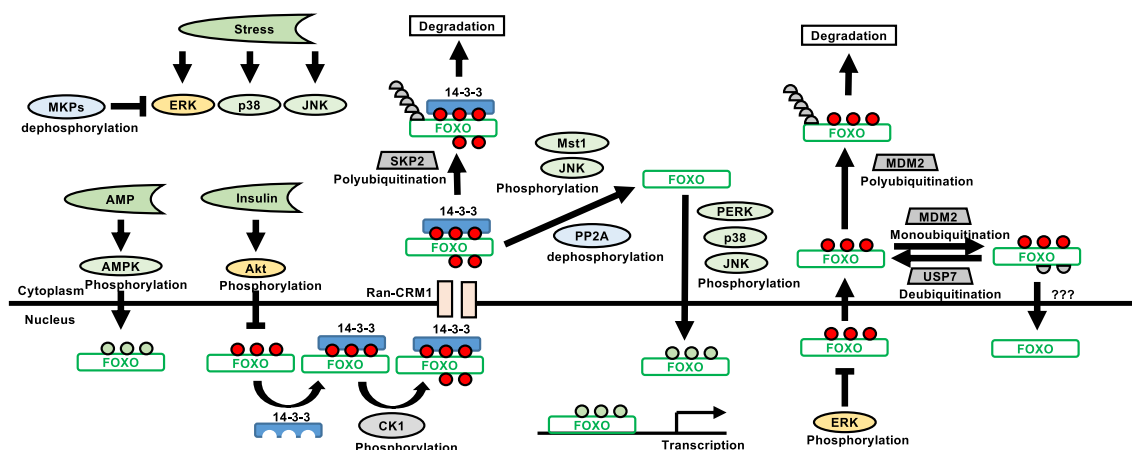 Stress
MKPs
dephosphorylation
ERK
p38
JNK
AMP
Insulin
AMPK
Phosphorylation
Akt
Phosphorylation
Cytoplasm
Nucleus
FOXO
FOXO
14-3-3
14-3-3
FOXO
CK1
Phosphorylation
14-3-3
FOXO
Ran-CRM1
14-3-3
FOXO
SKP2
Polyubiquitination
14-3-3
FOXO
Degradation
Mst1
JNK
Phosphorylation
PP2A
dephosphorylation
FOXO
PERK
p38
JNK
Phosphorylation
FOXO
FOXO
Transcription
ERK
Phosphorylation
FOXO
FOXO
MDM2
Monoubiquitination
USP7
Deubiquitination
FOXO
???
FOXO
MDM2
Polyubiquitination
FOXO
Degradation